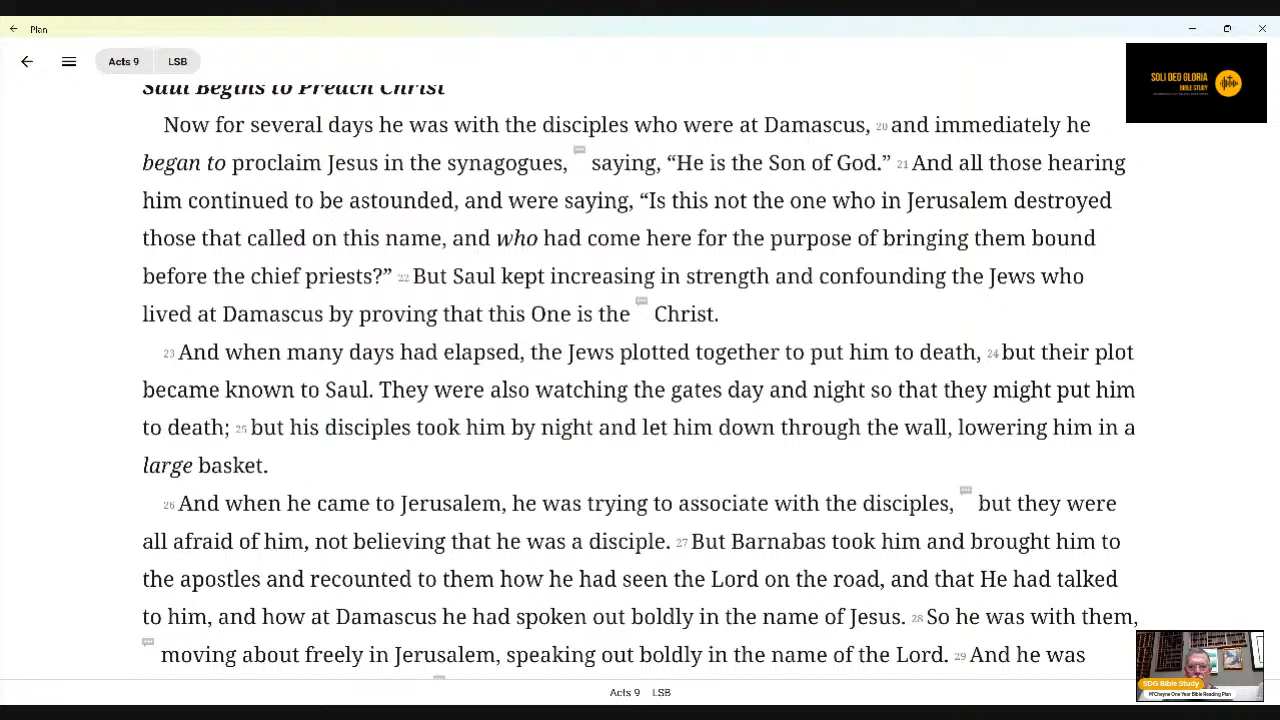 Plan
Acts 9 LSB
SOLI DEO GLORIA
BIBLE STUDY
Saul Begins to Preach Christ
Now for several days he was with the disciples who were at Damascus, 20 and immediately he
began to proclaim Jesus in the synagogues, saying, “He is the Son of God.” 21 And all those hearing
him continued to be astounded, and were saying, “Is this not the one who in Jerusalem destroyed
those that called on this name, and who had come here for the purpose of bringing them bound
before the chief priests?” 22 But Saul kept increasing in strength and confounding the Jews who
lived at Damascus by proving that this One is the Christ.
23 And when many days had elapsed, the Jews plotted together to put him to death, 24 but their plot
became known to Saul. They were also watching the gates day and night so that they might put him
to death; 25 but his disciples took him by night and let him down through the wall, lowering him in a
large basket.
26 And when he came to Jerusalem, he was trying to associate with the disciples, but they were
all afraid of him, not believing that he was a disciple. 27 But Barnabas took him and brought him to
the apostles and recounted to them how he had seen the Lord on the road, and that He had talked
to him, and how at Damascus he had spoken out boldly in the name of Jesus. 28 So he was with them,
moving about freely in Jerusalem, speaking out boldly in the name of the Lord. 29 And he was
SDG Bible Study
M'Cheyne One Year Bible Reading Plan
Acts 9 LSB